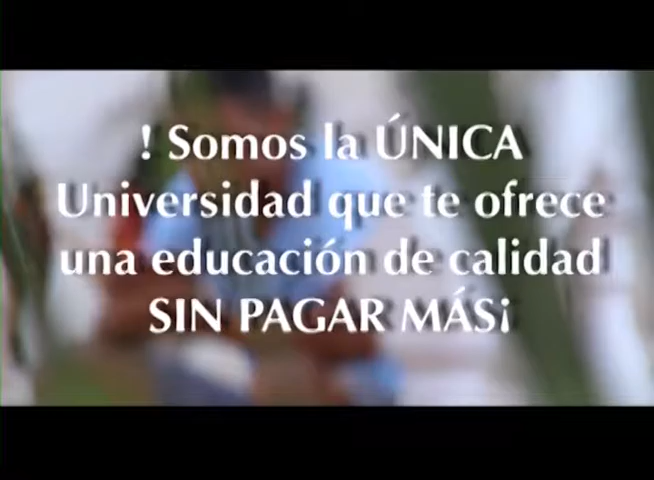 ! Somos la ÚNICA
Universidad que te ofrece
una educación de calidad
SIN PAGAR MÁS¡